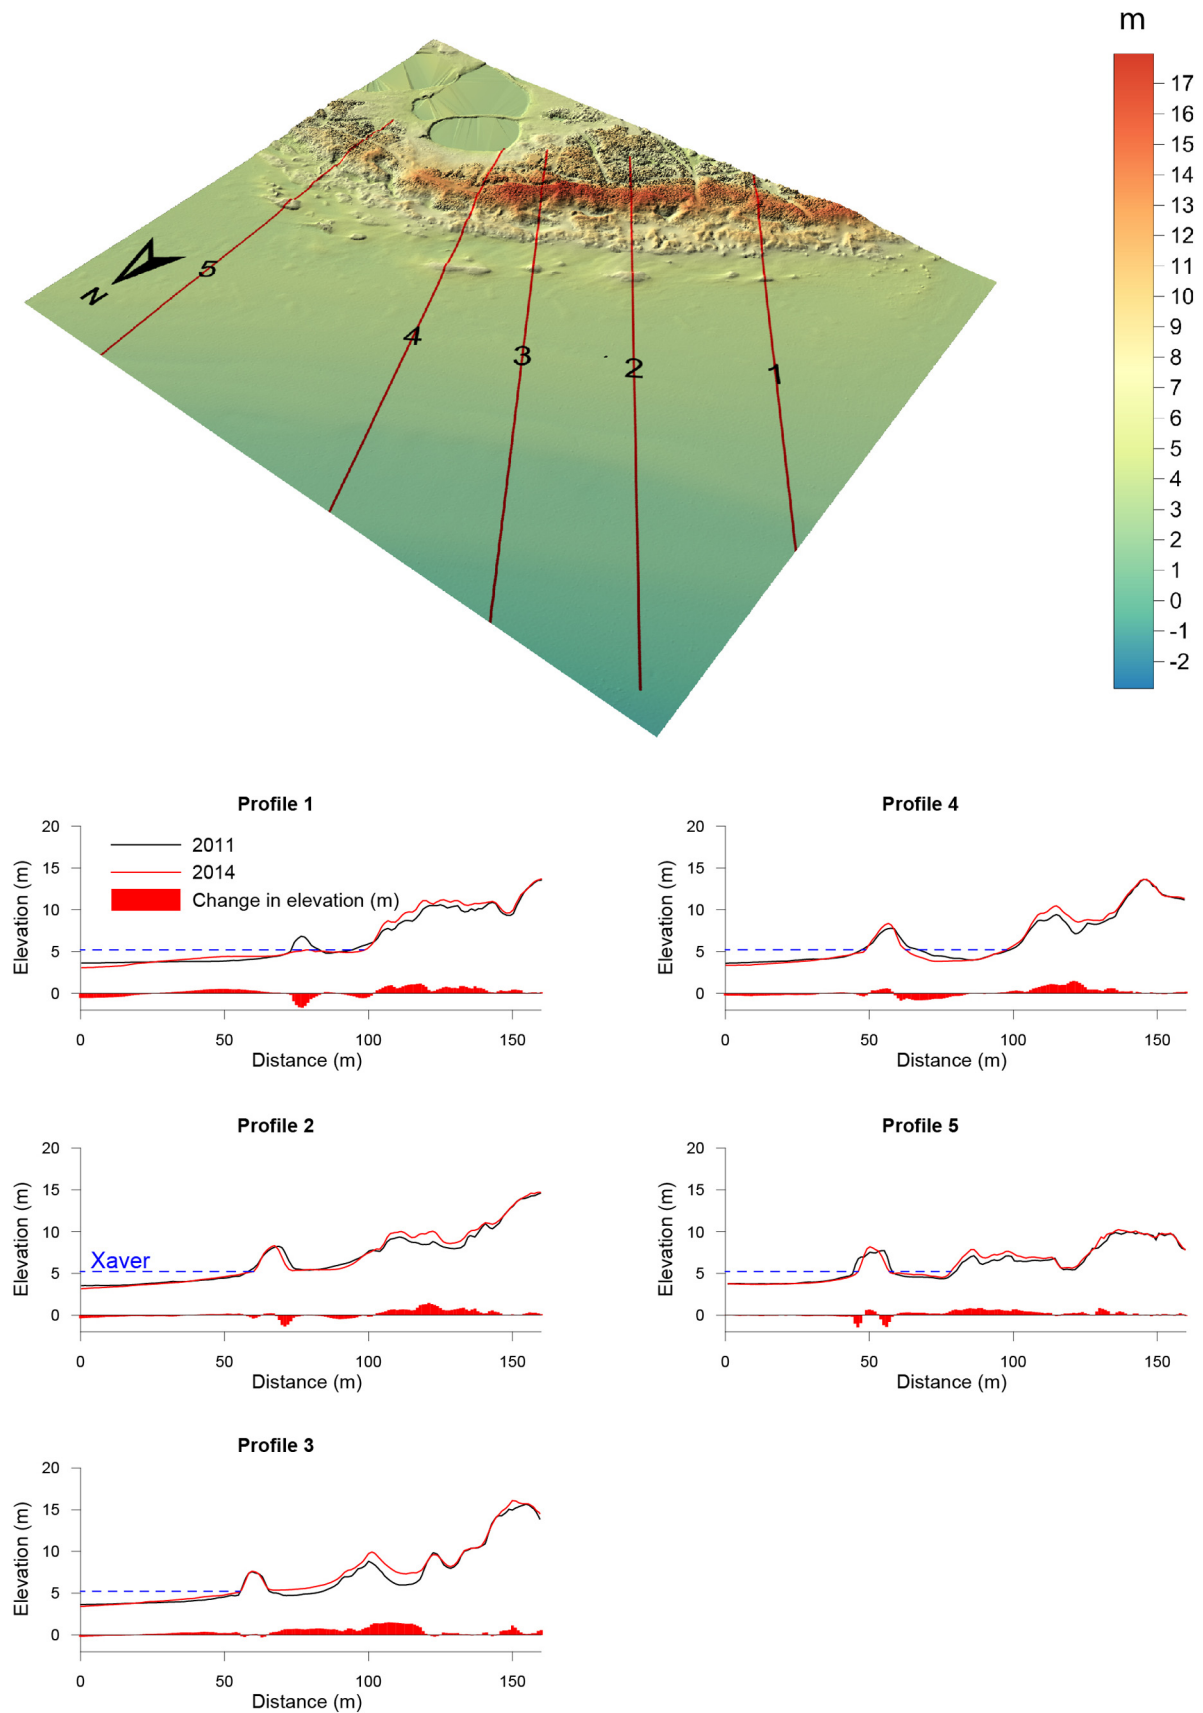 m
17
16
15
14
13
12
11
10
9
8
7
6
5
4
3
2
1
0
-1
-2
N
5
4
3
2
1
Profile 1
Elevation (m)
20
15
10
5
0
2011
2014
Change in elevation (m)
0 50 100 150
Distance (m)
Profile 4
Elevation (m)
20
15
10
5
0
0 50 100 150
Distance (m)
Profile 2
Elevation (m)
20
15
10
5
0
Xaver
0 50 100 150
Distance (m)
Profile 5
Elevation (m)
20
15
10
5
0
0 50 100 150
Distance (m)
Profile 3
Elevation (m)
20
15
10
5
0
0 50 100 150
Distance (m)